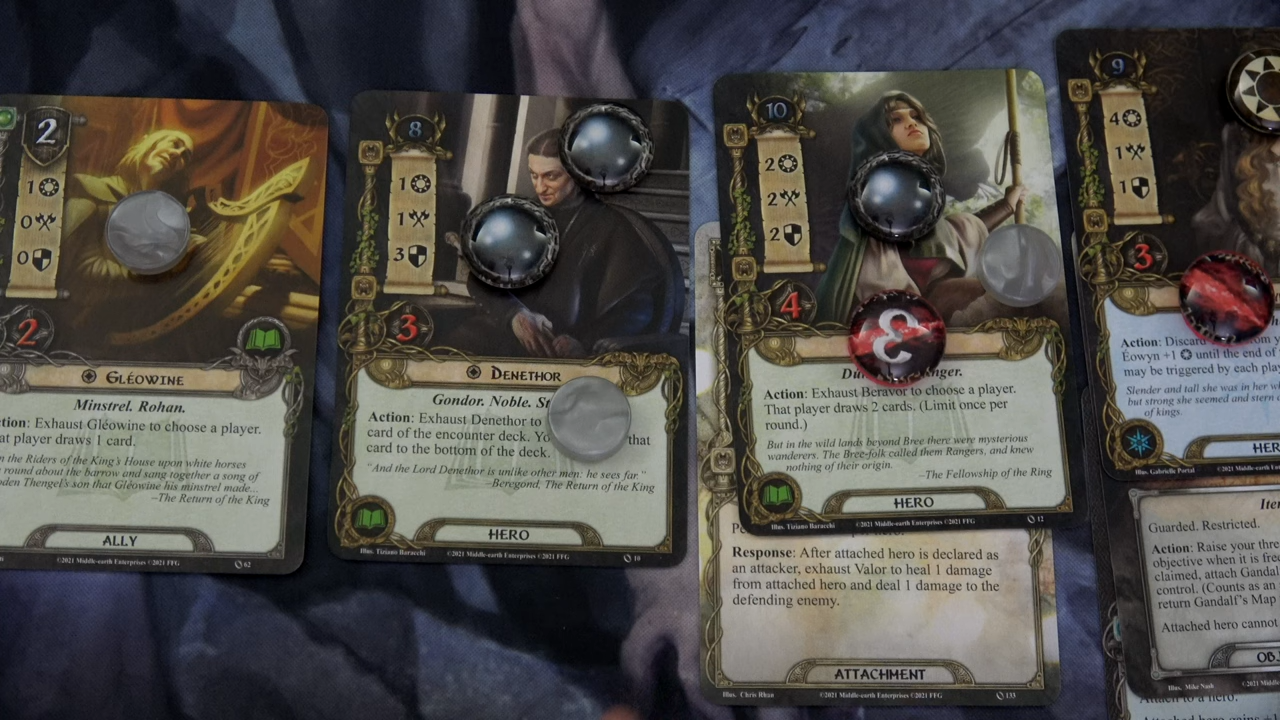 2
1
0
0
2
GLÉOWINE
Minstrel. Rohan.
Exhaust Gléowine to choose a player.
player draws 1 card.
the Riders of the King's House upon white horses
round about the barrow and sang together a song of
Thengel's son that Gléowine his minstrel made...
–The Return of the King
ALLY
©2021 Middle-earth Enterprises ©2021 FFG
62
8
1
1
3
3
DENETHOR
Gondor. Noble.
Action: Exhaust Denethor to
card of the encounter deck. that
card to the bottom of the deck.
"And the Lord Denethor is unlike other men: he sees far."
–Beregond, The Return of the King
HERO
Illus. Tiziano Baracchi
©2021 Middle-earth Enterprises ©2021 FFG
10
10
2
2
2
4
3
Action: Exhaust Beravor to choose a player.
That player draws 2 cards. (Limit once per
round.)
But in the wild lands beyond Bree there were mysterious
wanderers. The Bree-folk called them Rangers, and knew
nothing of their origin.
–The Fellowship of the Ring
HERO
Illus. Tiziano Baracchi
©2021 Middle-earth Enterprises ©2021 FFG
12
Response: After attached hero is declared as
an attacker, exhaust Valor to heal 1 damage
from attached hero and deal 1 damage to the
defending enemy.
ATTACHMENT
Illus. Chris Rhan
©2021 Middle-earth Enterprises ©2021 FFG
133
9
4
1
1
3
Action: Discard
Éowyn +1 until the end of
may be triggered by each
Slender and tall she was in her
but strong she seemed and stern
of kings.
Illus. Gabrielle Portal
©2021
Guarded. Restricted.
Action: Raise your
objective when it is
claimed, attach
control. (Counts as an
return Gandalf's Map
Attached hero cannot
Illus. Mike Nash
Attach to a hero.